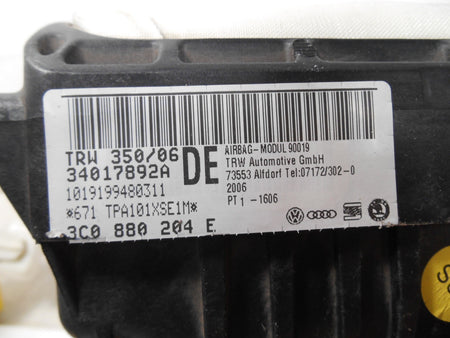 TRW 350/06
34017892A
1019199480311
*671 TPA101XSE1M*
3C0 880 204 E
DE
AIRBAG-MODUL 90019
TRW Automotive GmbH
73553 Alfdorf Tel:07172/302-0
2006
PT1-1606